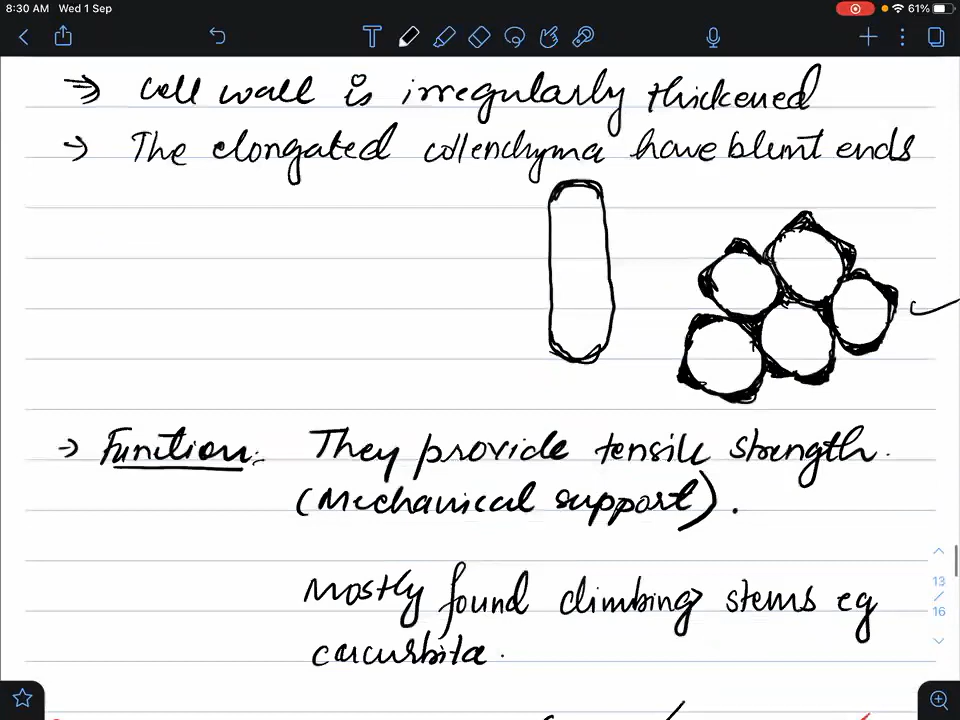 8:30 AM Wed 1 Sep
61%
→ Cell wall is irregularly thickened
→ The elongated collenchyma have blunt ends
→ Function:- They provide tensile strength.
(Mechanical support).
Mostly found climbing stems eg
cucurbita.
13
/
16